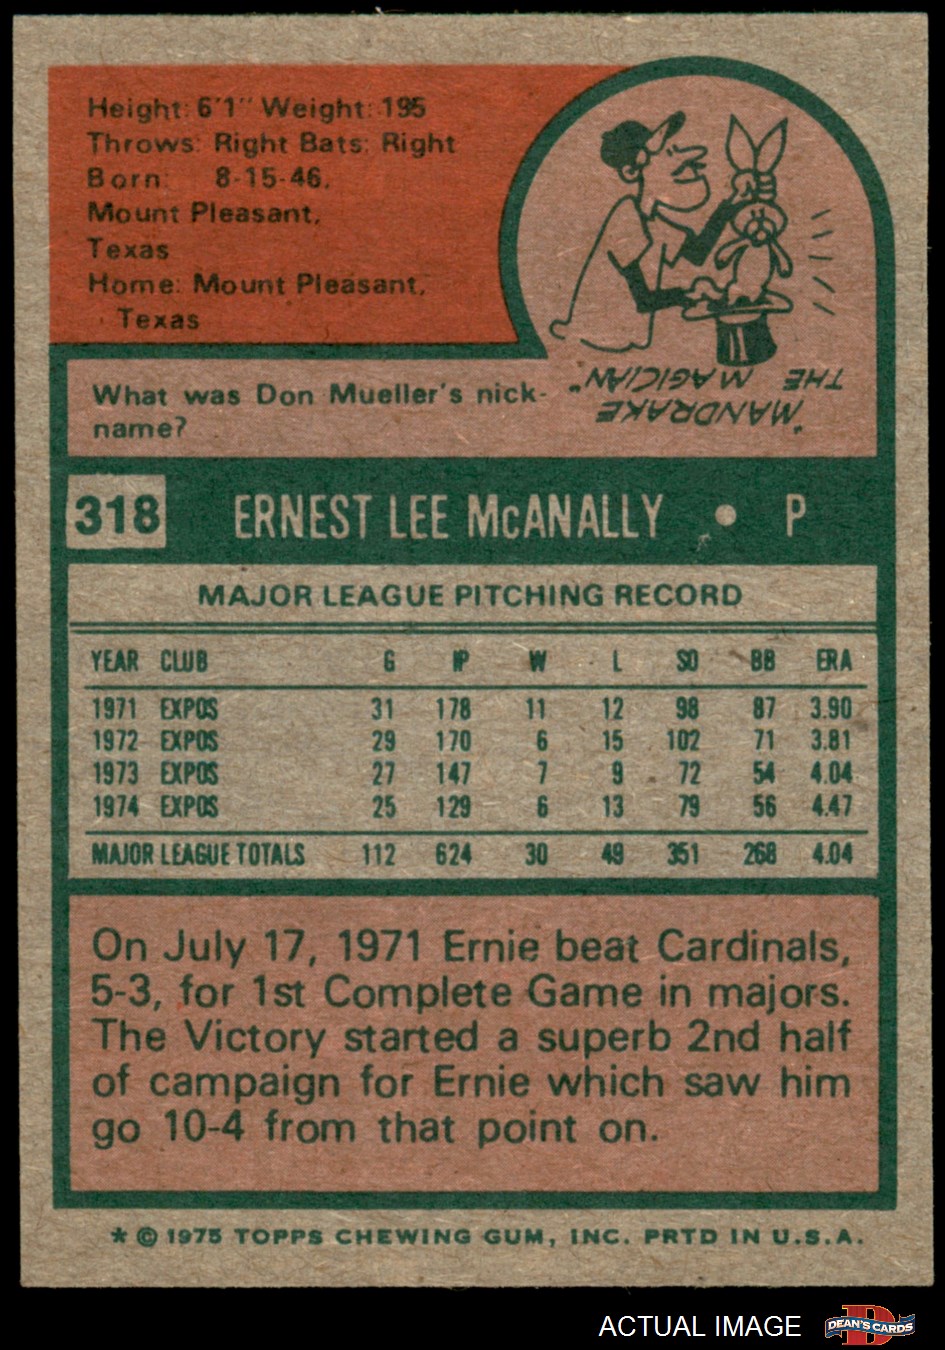 Height: 6'1" Weight: 195
Throws: Right Bats: Right
Born: 8-15-46,
Mount Pleasant,
Texas
Home: Mount Pleasant,
Texas
What was Don Mueller's nick-
name?
"MANDRAKE
THE MAGICIAN"
318 ERNEST LEE McANALLY • P
MAJOR LEAGUE PITCHING RECORD
YEAR CLUB G IP W L SO BB ERA
1971 EXPOS 31 178 11 12 98 87 3.90
1972 EXPOS 29 170 6 15 102 71 3.81
1973 EXPOS 27 147 7 9 72 54 4.04
1974 EXPOS 25 129 6 13 79 56 4.47
MAJOR LEAGUE TOTALS 112 624 30 49 351 268 4.04
On July 17, 1971 Ernie beat Cardinals,
5-3, for 1st Complete Game in majors.
The Victory started a superb 2nd half
of campaign for Ernie which saw him
go 10-4 from that point on.
* © 1975 TOPPS CHEWING GUM, INC. PRTD IN U.S.A.
ACTUAL IMAGE
D
DEAN'S CARDS